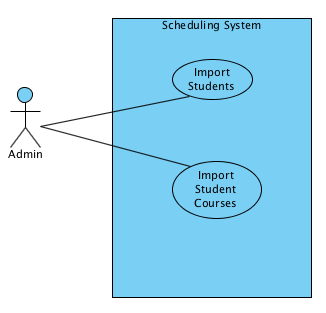 Scheduling System
Import
Students
Admin
Import
Student
Courses